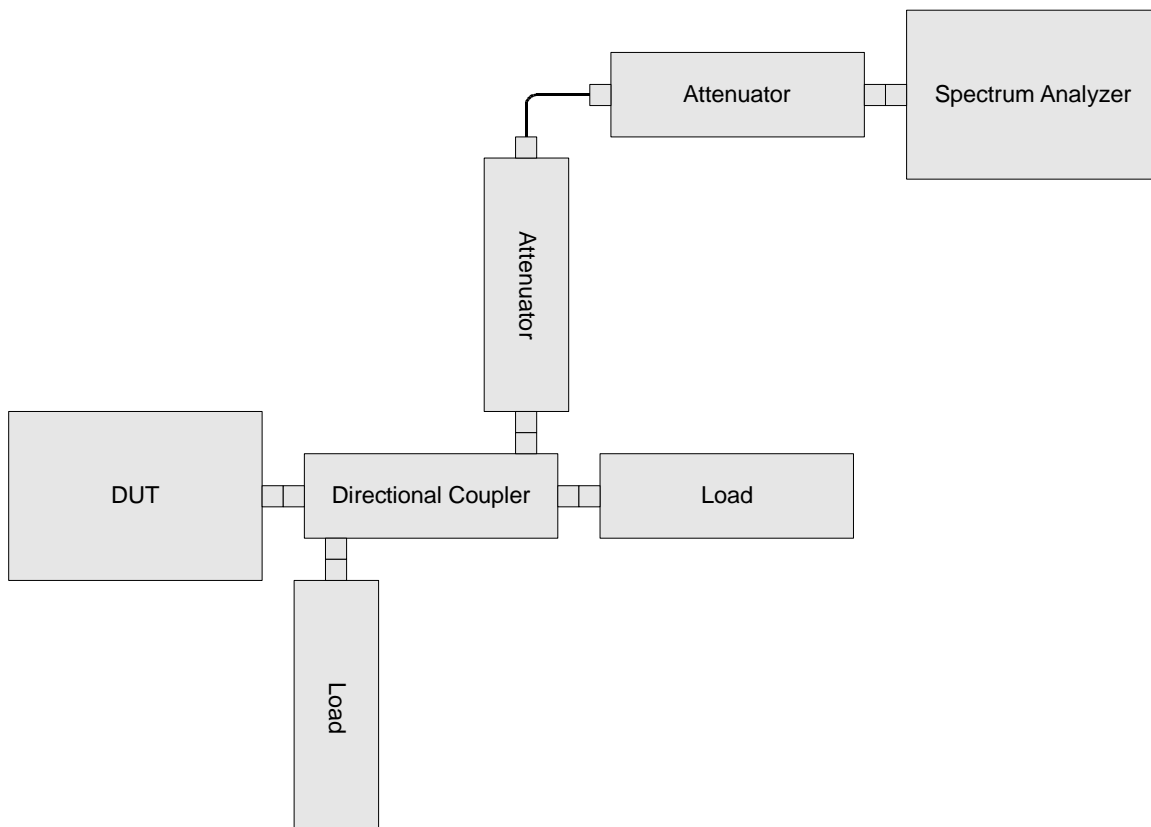 Attenuator
Spectrum Analyzer
Attenuator
DUT
Directional Coupler
Load
Load